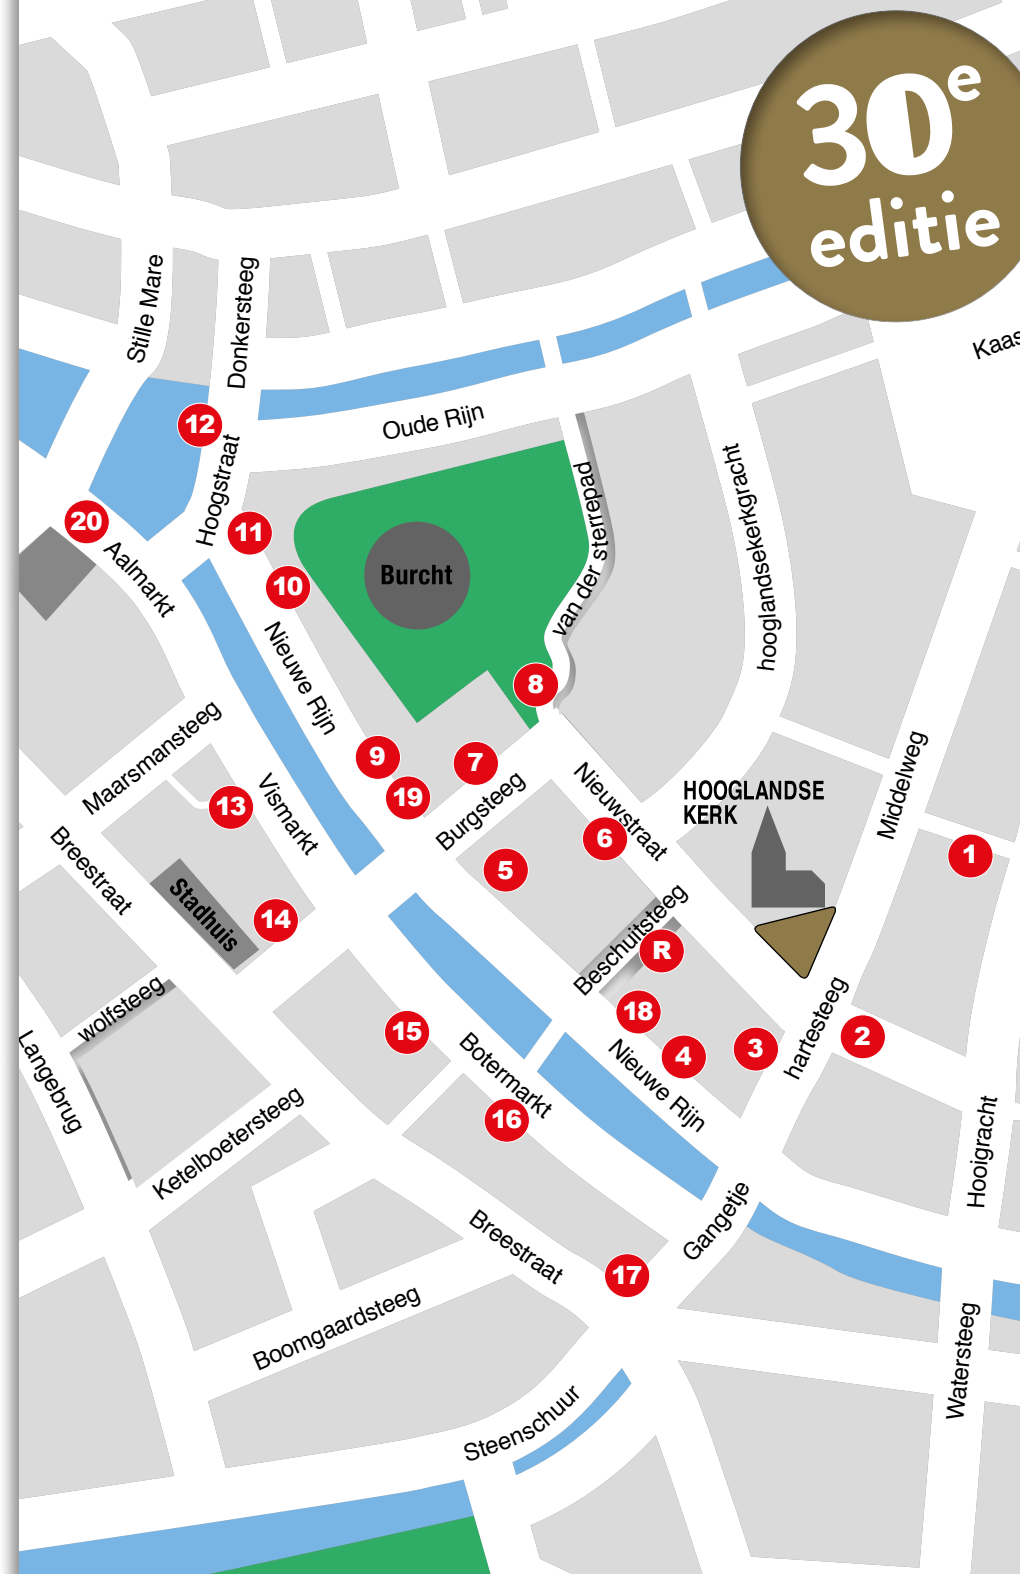 30e
editie
Kaas
Stille Mare
Donkersteeg
12
Oude Rijn
Hoogstraat
20
11
Aalmarkt
10
Burcht
van der sterrepad
hooglandsekerkgracht
Nieuwe Rijn
8
Maarsmansteeg
9
7
19
13
Vismarkt
Burgsteeg
Nieuwstraat
HOOGLANDSE
KERK
Middelweg
6
1
5
Breestraat
Stadhuis
14
Beschuitsteeg
R
wolfsteeg
18
15
Botermarkt
Nieuwe Rijn
4
3
hartesteeg
2
Langebrug
16
Ketelboetersteeg
Hooigracht
Gangetje
Breestraat
17
Boomgaardsteeg
Watersteeg
Steenschuur